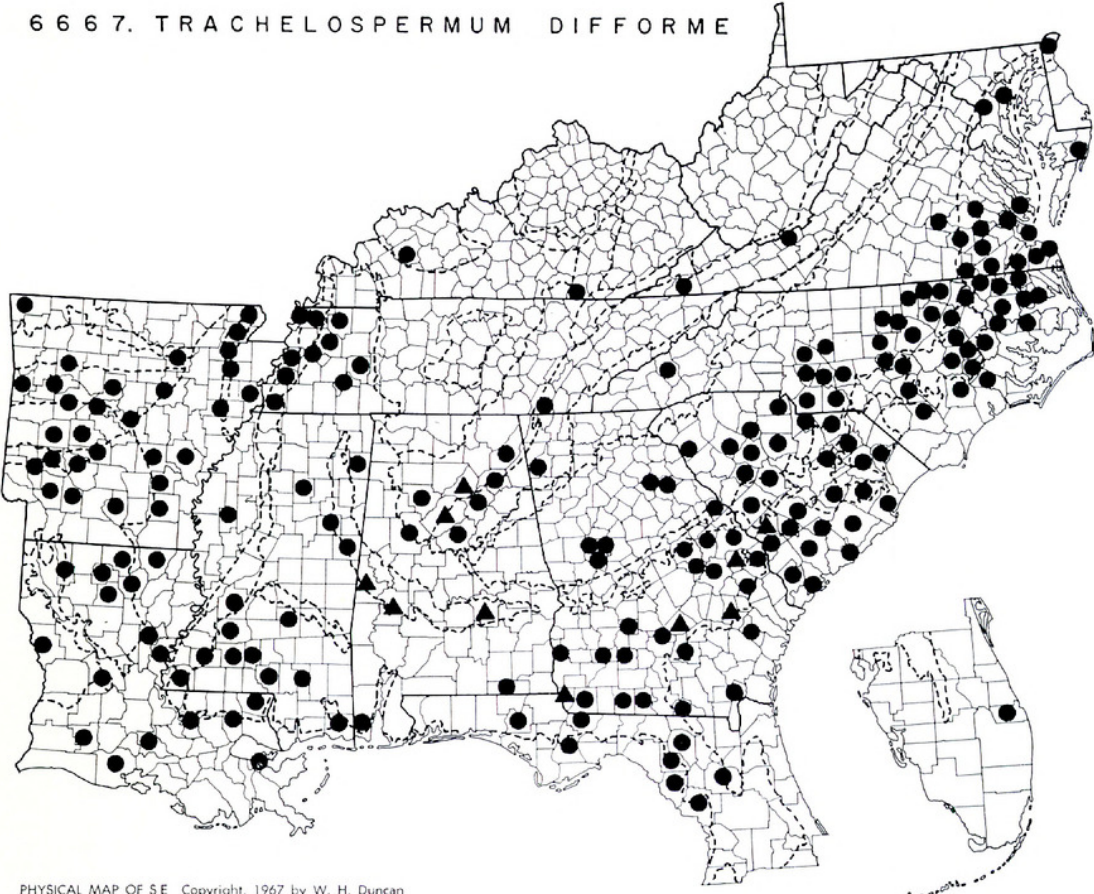 6667. TRACHELOSPERMUM DIFFORME
PHYSICAL MAP OF S E Copyright, 1967 by W. H. Duncan